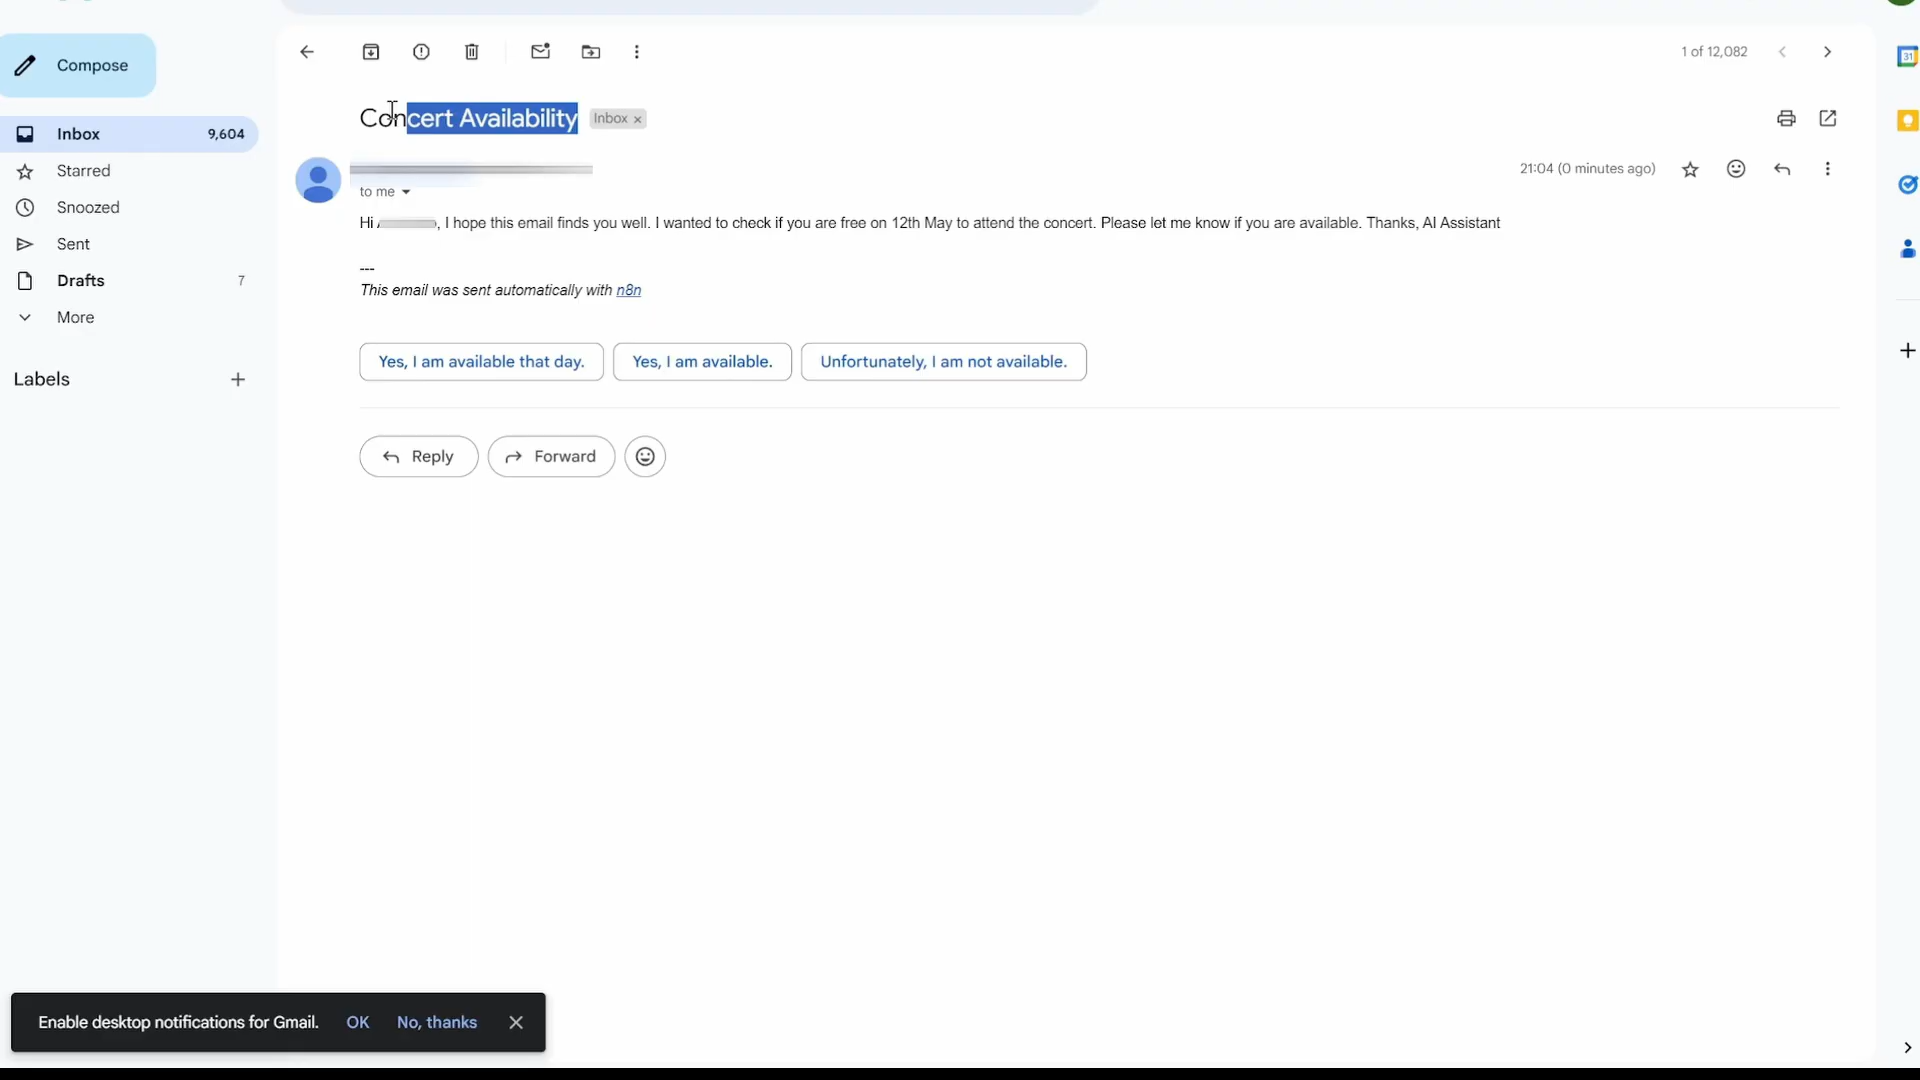 Compose
1 of 12,082
31
Concert Availability Inbox ×
Inbox 9,604
Starred
21:04 (0 minutes ago)
to me
Snoozed
Hi , I hope this email finds you well. I wanted to check if you are free on 12th May to attend the concert. Please let me know if you are available. Thanks, AI Assistant
Sent
---
Drafts 7
This email was sent automatically with n8n
More
Yes, I am available that day. Yes, I am available. Unfortunately, I am not available.
Labels
Reply Forward
Enable desktop notifications for Gmail. OK No, thanks